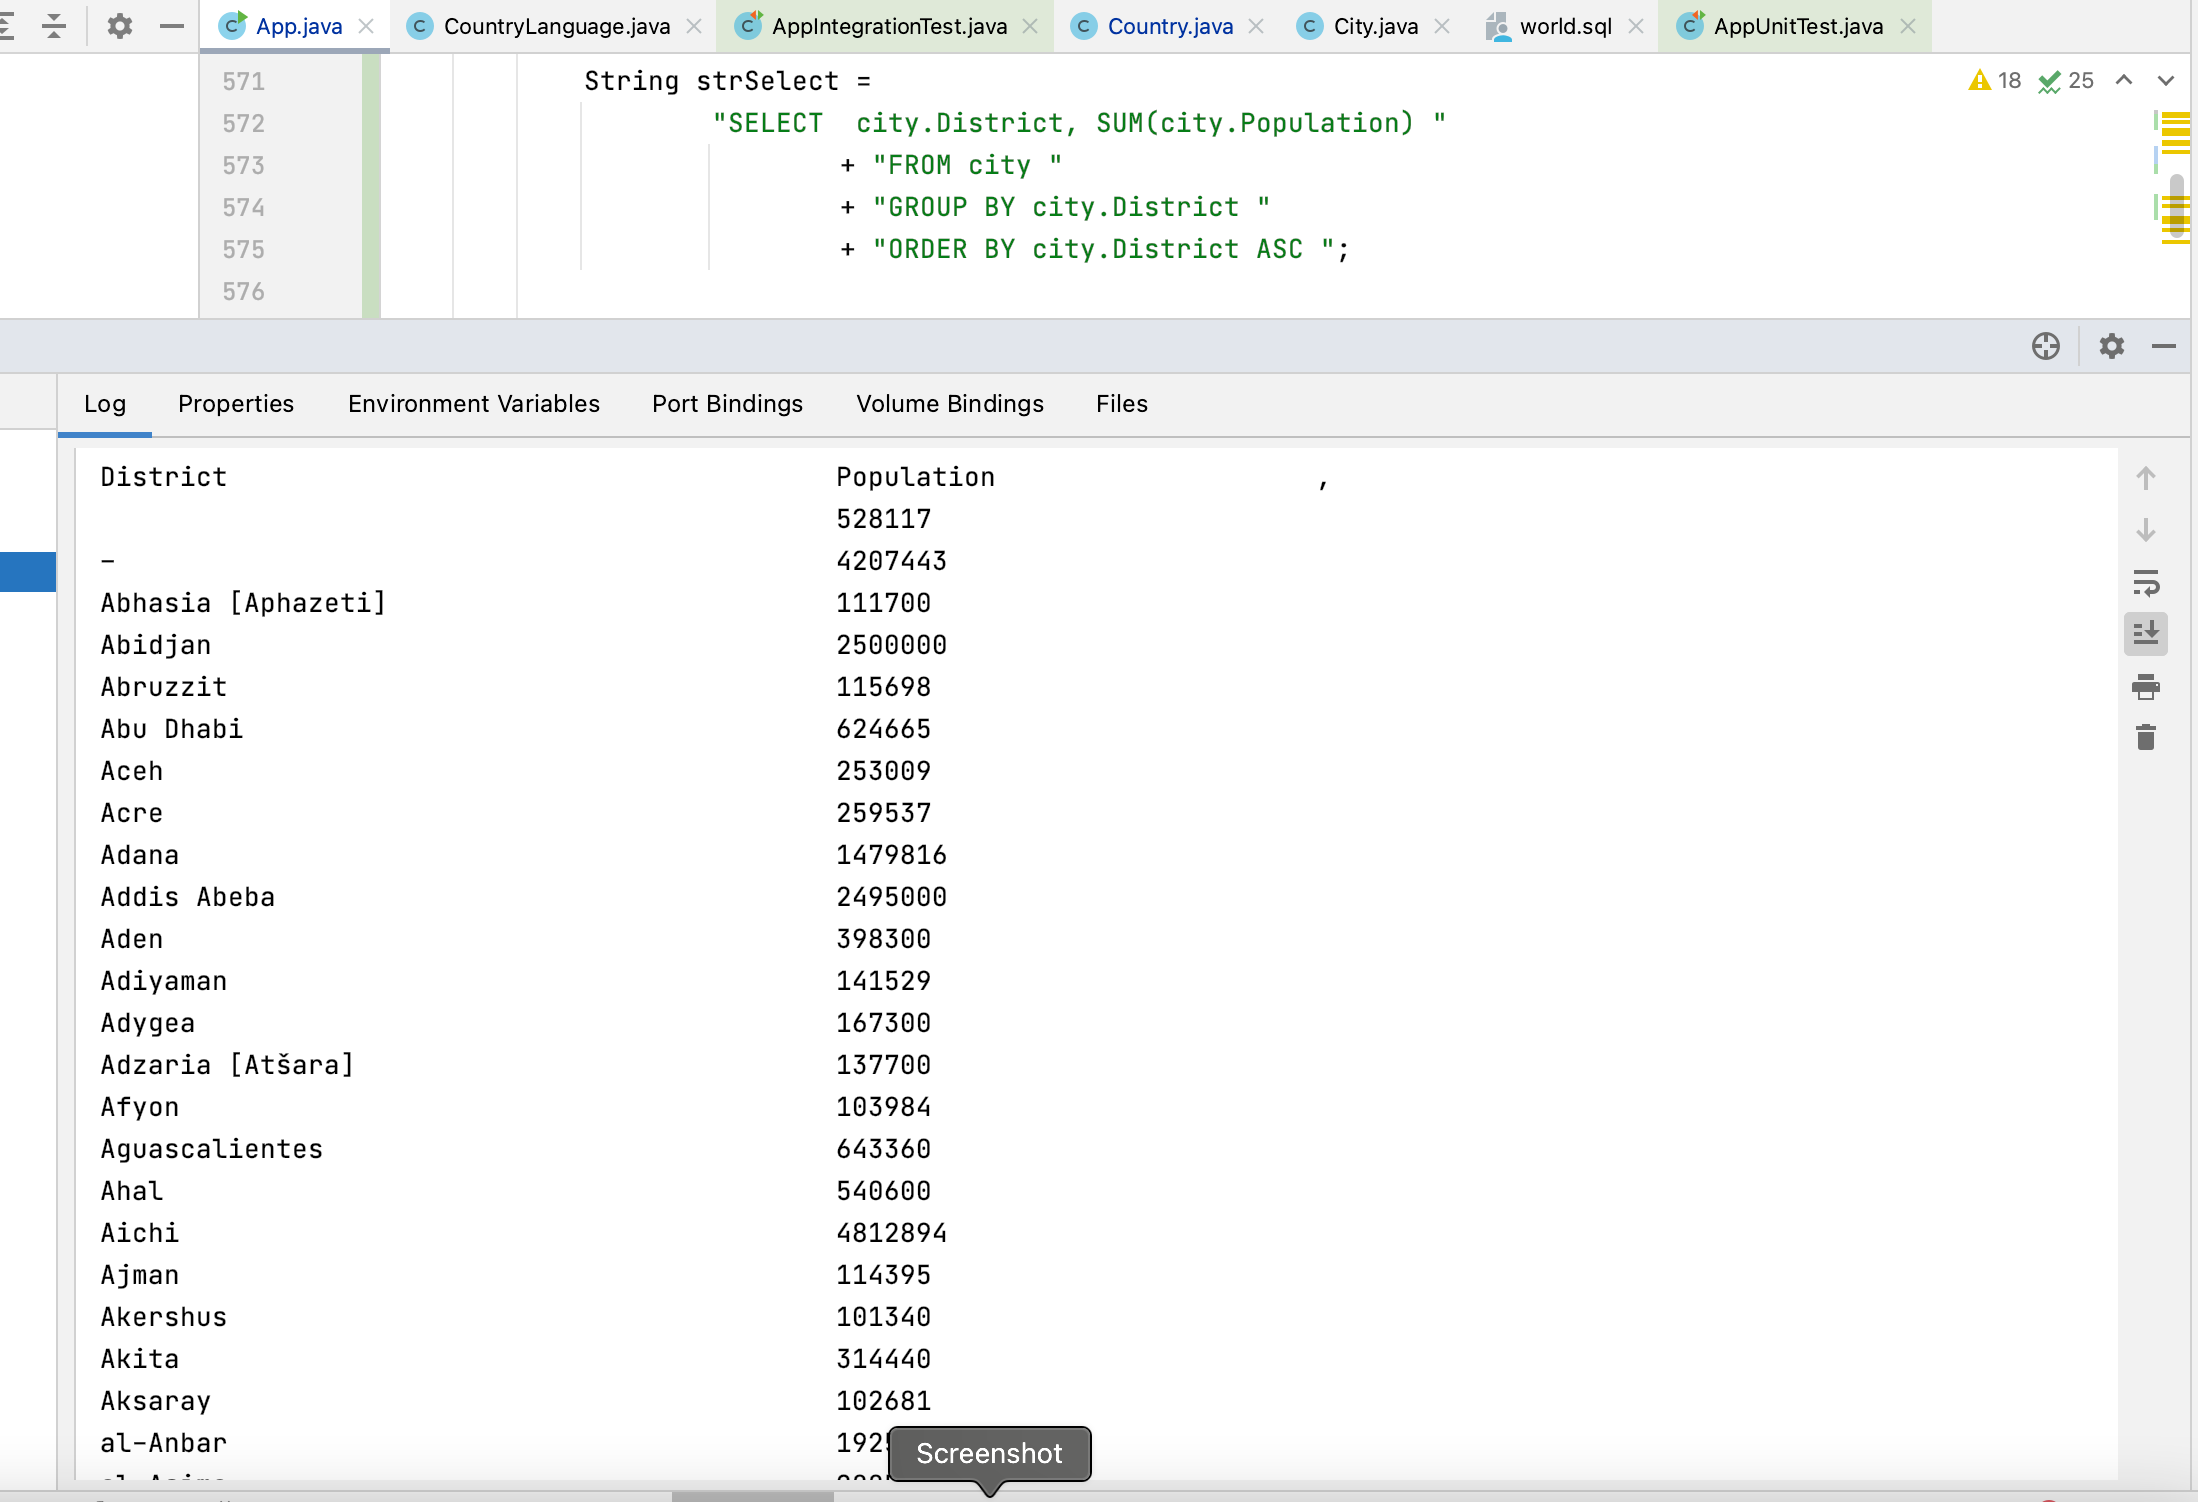 App.java CountryLanguage.java AppIntegrationTest.java Country.java City.java world.sql AppUnitTest.java
571 String strSelect = 18 25
572 "SELECT  city.District, SUM(city.Population) "
573 + "FROM city "
574 + "GROUP BY city.District "
575 + "ORDER BY city.District ASC ";
576
Log Properties Environment Variables Port Bindings Volume Bindings Files
District Population ,
528117
– 4207443
Abhasia [Aphazeti] 111700
Abidjan 2500000
Abruzzit 115698
Abu Dhabi 624665
Aceh 253009
Acre 259537
Adana 1479816
Addis Abeba 2495000
Aden 398300
Adiyaman 141529
Adygea 167300
Adzaria [Atšara] 137700
Afyon 103984
Aguascalientes 643360
Ahal 540600
Aichi 4812894
Ajman 114395
Akershus 101340
Akita 314440
Aksaray 102681
al-Anbar
Screenshot